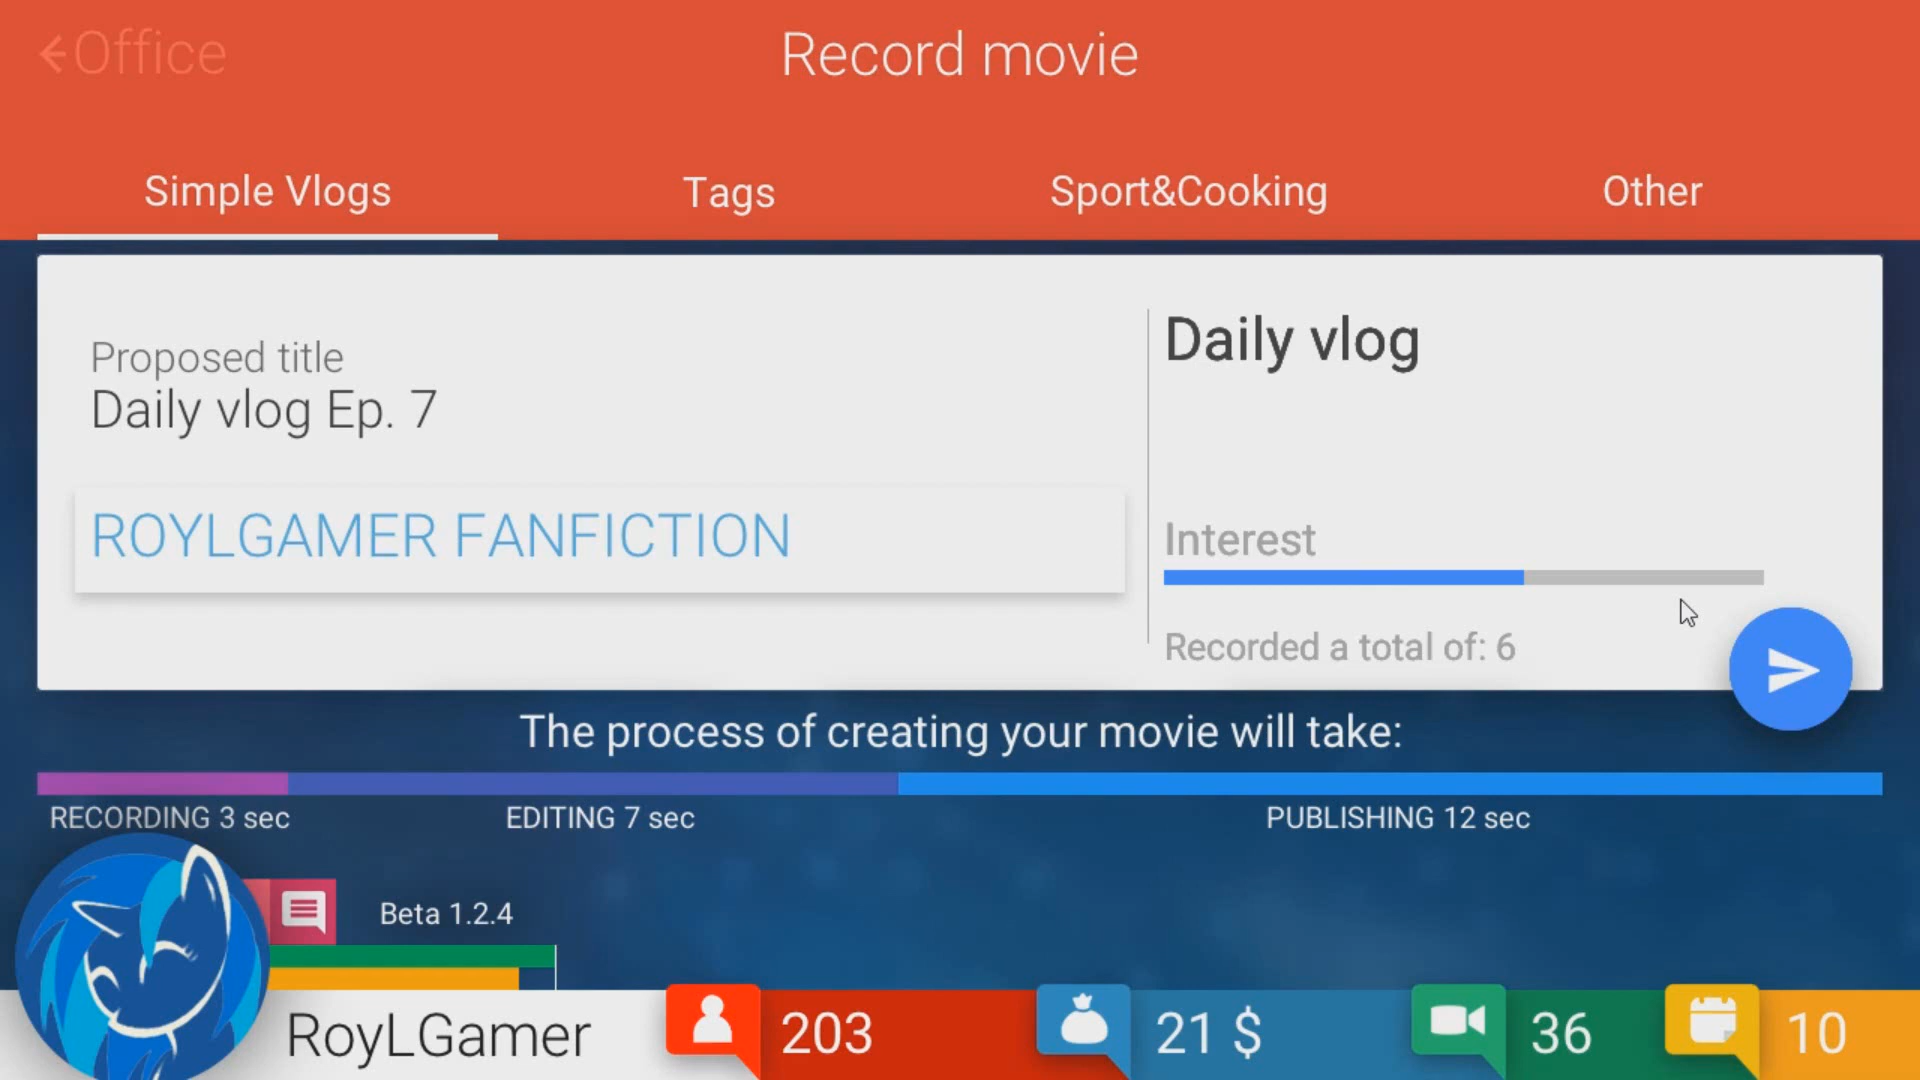 Office
Record movie
Simple Vlogs
Tags
Sport&Cooking
Other
Proposed title
Daily vlog Ep. 7
ROYLGAMER FANFICTION
Daily vlog
Interest
Recorded a total of: 6
The process of creating your movie will take:
RECORDING 3 sec
EDITING 7 sec
PUBLISHING 12 sec
Beta 1.2.4
RoyLGamer
203
21 $
36
10